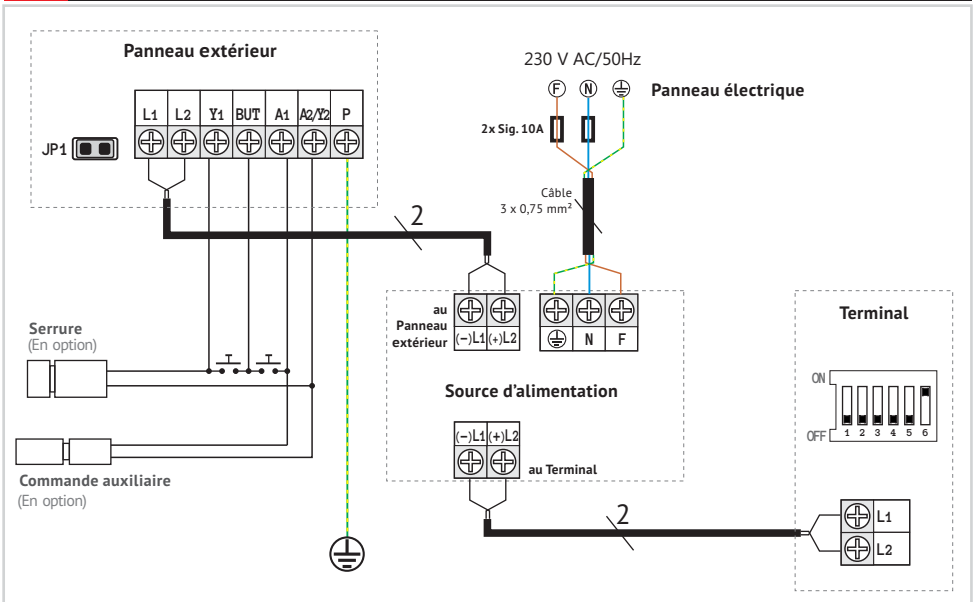 Panneau extérieur
L1 L2 Y1 BUT A1 A2/Y2 P
JP1
230 V AC/50Hz
F N
Panneau électrique
2x Sig. 10A
Câble
3 x 0,75 mm²
2
au
Panneau
extérieur
(-)L1 (+)L2
N F
Source d'alimentation
(-)L1 (+)L2
au Terminal
2
Terminal
ON
OFF
1 2 3 4 5 6
L1
L2
Serrure
(En option)
Commande auxiliaire
(En option)